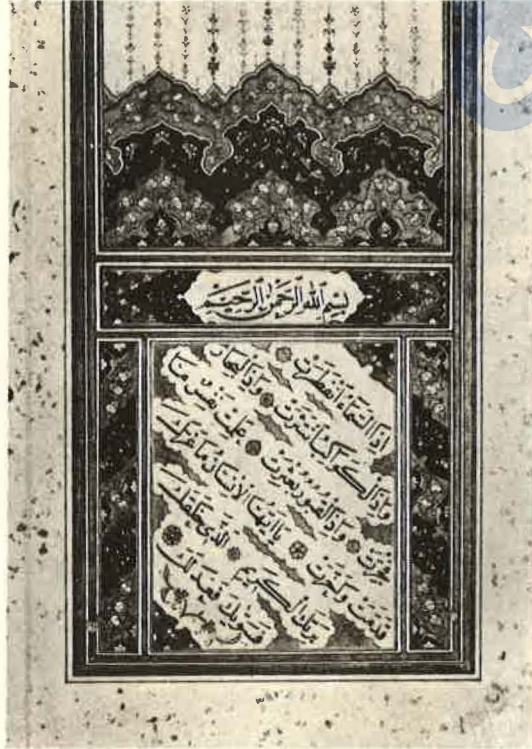 بسم الله الرحمن الرحيم
اذا السماء انفطرت
واذا الكواكب انتثرت واذا البحار
فجرت واذا القبور بعثرت علمت نفس ما
قدمت واخرت يا ايها الانسان ما غرك
بربك الكريم الذي خلقك
فسويك فعدلك